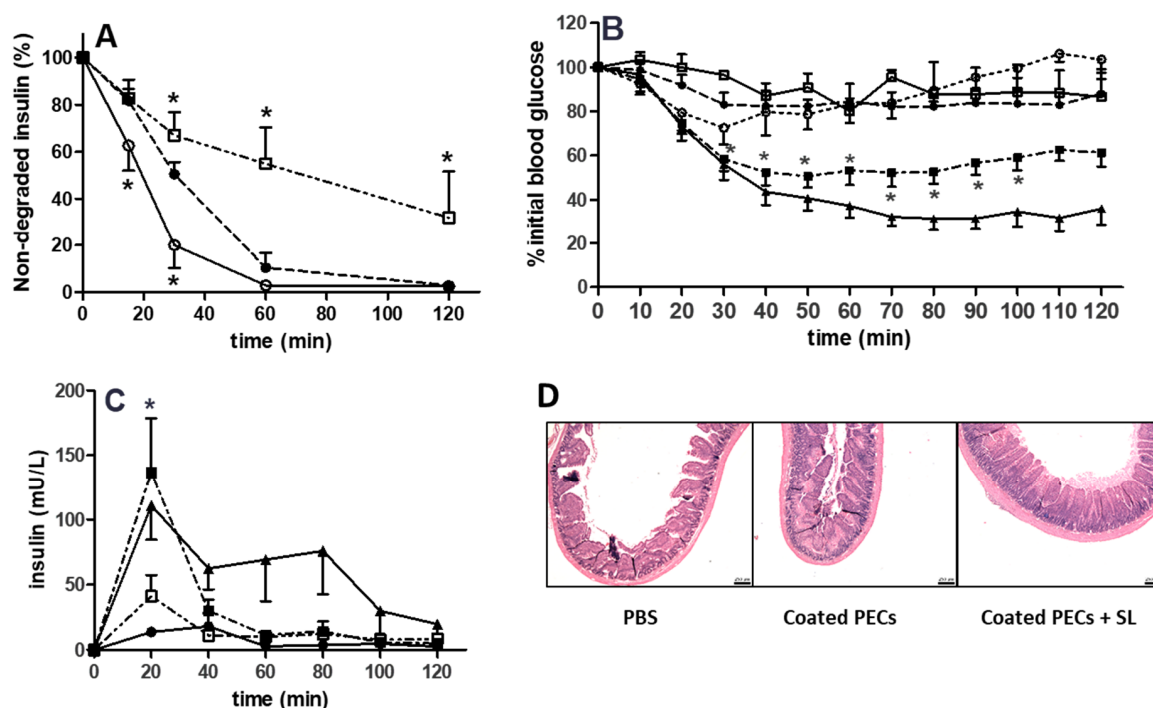 A
Non-degraded insulin (%)
100
80
60
40
20
0
* * * * *
0 20 40 60 80 100 120
time (min)
B
% initial blood glucose
120
100
80
60
40
20
0
* * * * * * * *
0 10 20 30 40 50 60 70 80 90 100 110 120
time (min)
C
insulin (mU/L)
200
150
100
50
0
*
0 20 40 60 80 100 120
time (min)
D
PBS
Coated PECs
Coated PECs + SL